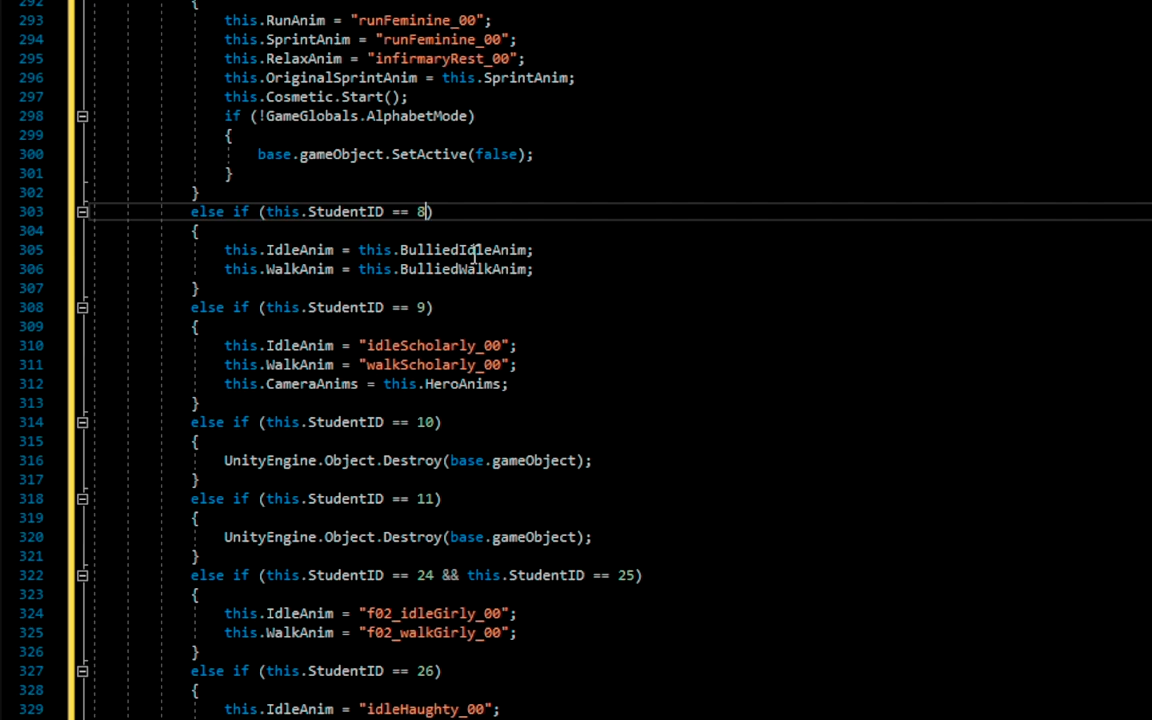 292 {
293 this.RunAnim = "runFeminine_00";
294 this.SprintAnim = "runFeminine_00";
295 this.RelaxAnim = "infirmaryRest_00";
296 this.OriginalSprintAnim = this.SprintAnim;
297 this.Cosmetic.Start();
298 if (!GameGlobals.AlphabetMode)
299 {
300 base.gameObject.SetActive(false);
301 }
302 }
303 else if (this.StudentID == 8)
304 {
305 this.IdleAnim = this.BulliedIdleAnim;
306 this.WalkAnim = this.BulliedWalkAnim;
307 }
308 else if (this.StudentID == 9)
309 {
310 this.IdleAnim = "idleScholarly_00";
311 this.WalkAnim = "walkScholarly_00";
312 this.CameraAnims = this.HeroAnims;
313 }
314 else if (this.StudentID == 10)
315 {
316 UnityEngine.Object.Destroy(base.gameObject);
317 }
318 else if (this.StudentID == 11)
319 {
320 UnityEngine.Object.Destroy(base.gameObject);
321 }
322 else if (this.StudentID == 24 && this.StudentID == 25)
323 {
324 this.IdleAnim = "f02_idleGirly_00";
325 this.WalkAnim = "f02_walkGirly_00";
326 }
327 else if (this.StudentID == 26)
328 {
329 this.IdleAnim = "idleHaughty_00";